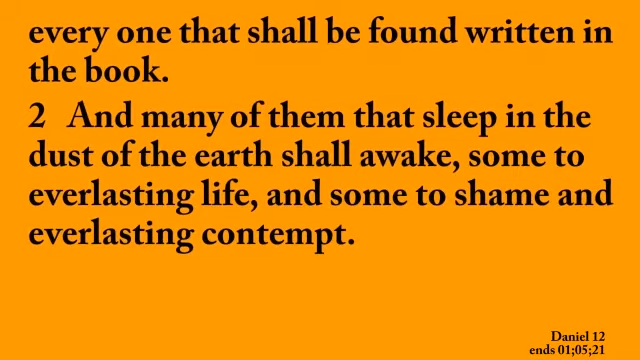 every one that shall be found written in
the book.
2 And many of them that sleep in the
dust of the earth shall awake, some to
everlasting life, and some to shame and
everlasting contempt.
Daniel 12
ends 01;05;21